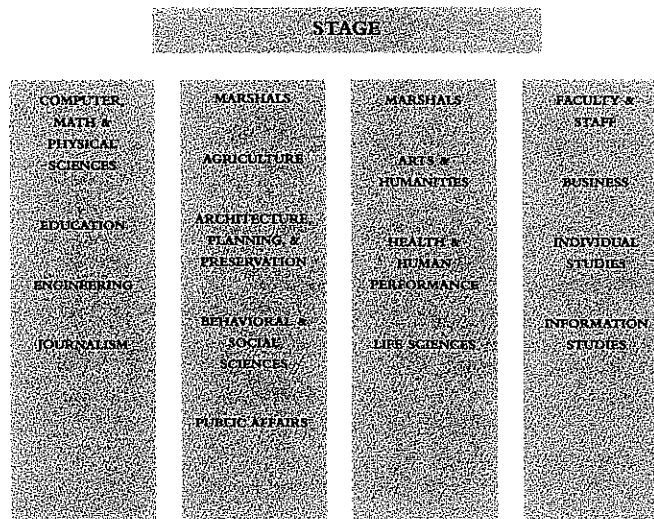 STAGE
COMPUTER,
MATH &
PHYSICAL
SCIENCES
EDUCATION
ENGINEERING
JOURNALISM
MARSHALS
AGRICULTURE
ARCHITECTURE,
PLANNING, &
PRESERVATION
BEHAVIORAL &
SOCIAL
SCIENCES
PUBLIC AFFAIRS
MARSHALS
ARTS &
HUMANITIES
HEALTH &
HUMAN
PERFORMANCE
LIFE SCIENCES
FACULTY &
STAFF
BUSINESS
INDIVIDUAL
STUDIES
INFORMATION
STUDIES